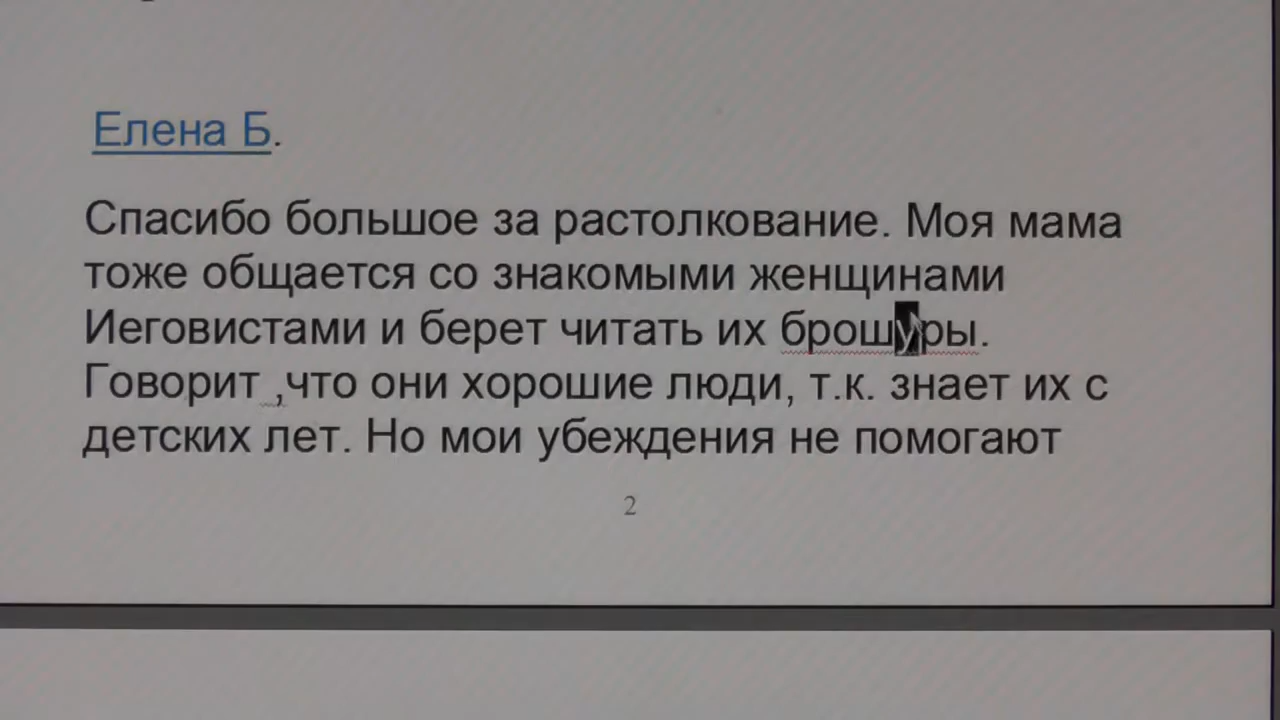 Елена Б.
Спасибо большое за растолкование. Моя мама
тоже общается со знакомыми женщинами
Иеговистами и берет читать их брошуры.
Говорит ,что они хорошие люди, т.к. знает их с
детских лет. Но мои убеждения не помогают
2